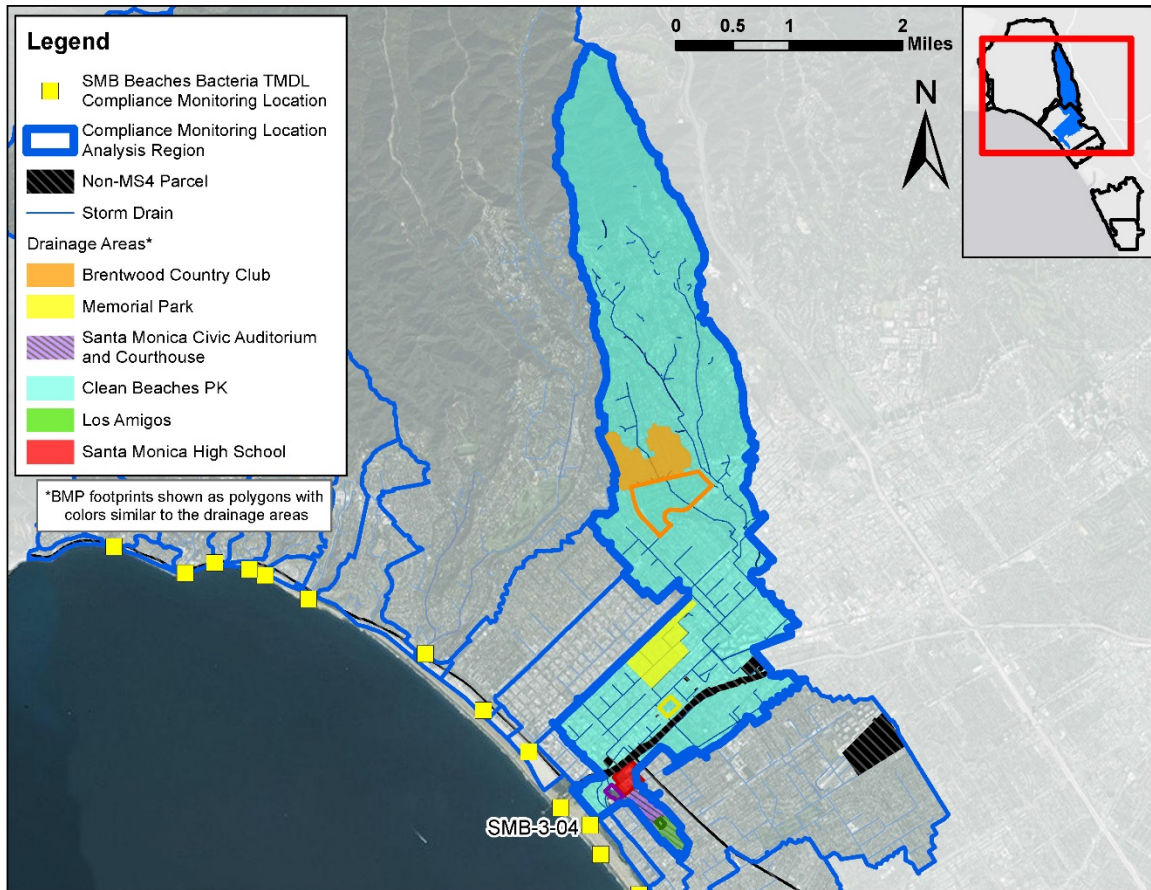 Legend
SMB Beaches Bacteria TMDL
Compliance Monitoring Location
Compliance Monitoring Location
Analysis Region
Non-MS4 Parcel
Storm Drain
Drainage Areas*
Brentwood Country Club
Memorial Park
Santa Monica Civic Auditorium
and Courthouse
Clean Beaches PK
Los Amigos
Santa Monica High School
*BMP footprints shown as polygons with
colors similar to the drainage areas
0 0.5 1 2
Miles
N
SMB-3-04